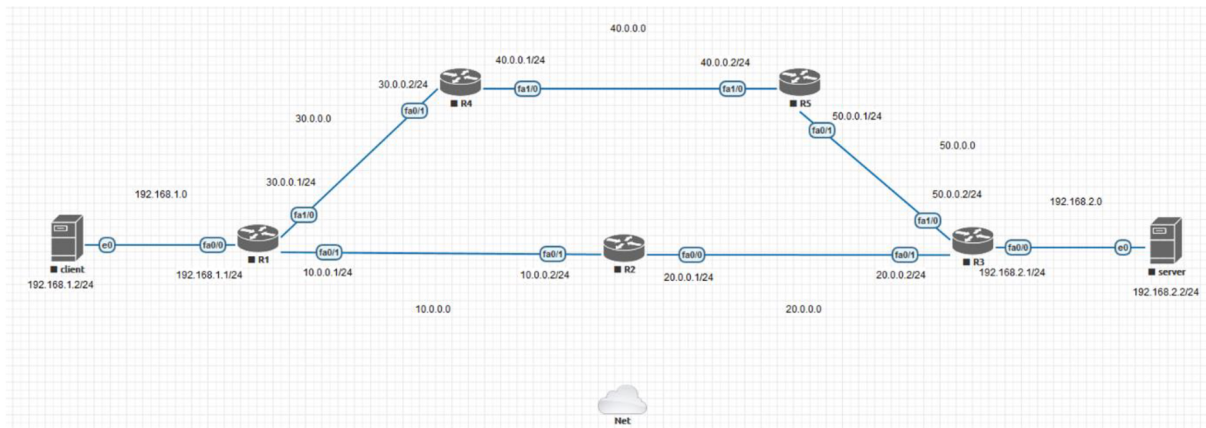 40.0.0.0
40.0.0.1/24
40.0.0.2/24
30.0.0.2/24
fa1/0
fa1/0
R4
R5
fa0/1
50.0.0.1/24
30.0.0.0
fa0/1
50.0.0.0
30.0.0.1/24
192.168.1.0
50.0.0.2/24
192.168.2.0
fa1/0
fa1/0
e0
fa0/0
R1
fa0/1
fa0/1
R2
fa0/0
fa0/1
R3
fa0/0
e0
client
192.168.1.1/24
10.0.0.1/24
10.0.0.2/24
20.0.0.1/24
20.0.0.2/24
192.168.2.1/24
server
192.168.1.2/24
192.168.2.2/24
10.0.0.0
20.0.0.0
Net